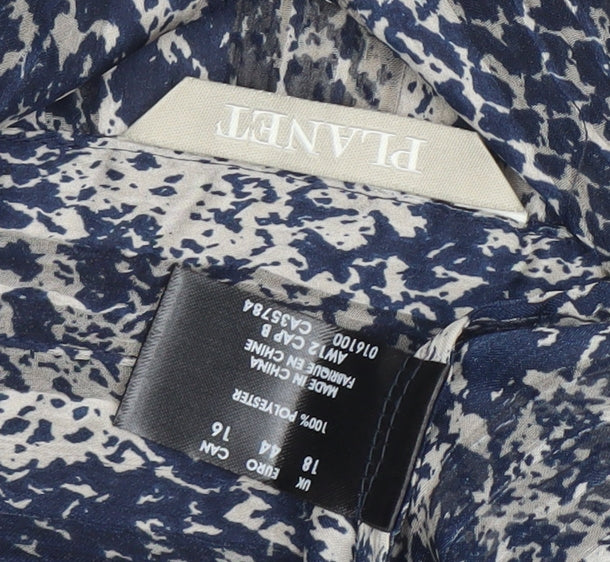 PLANET
UK EURO CAN
18 44 16
100% POLYESTER
MADE IN CHINA
FABRIQUE EN CHINE
AW12 CAP B
016100 CA35784